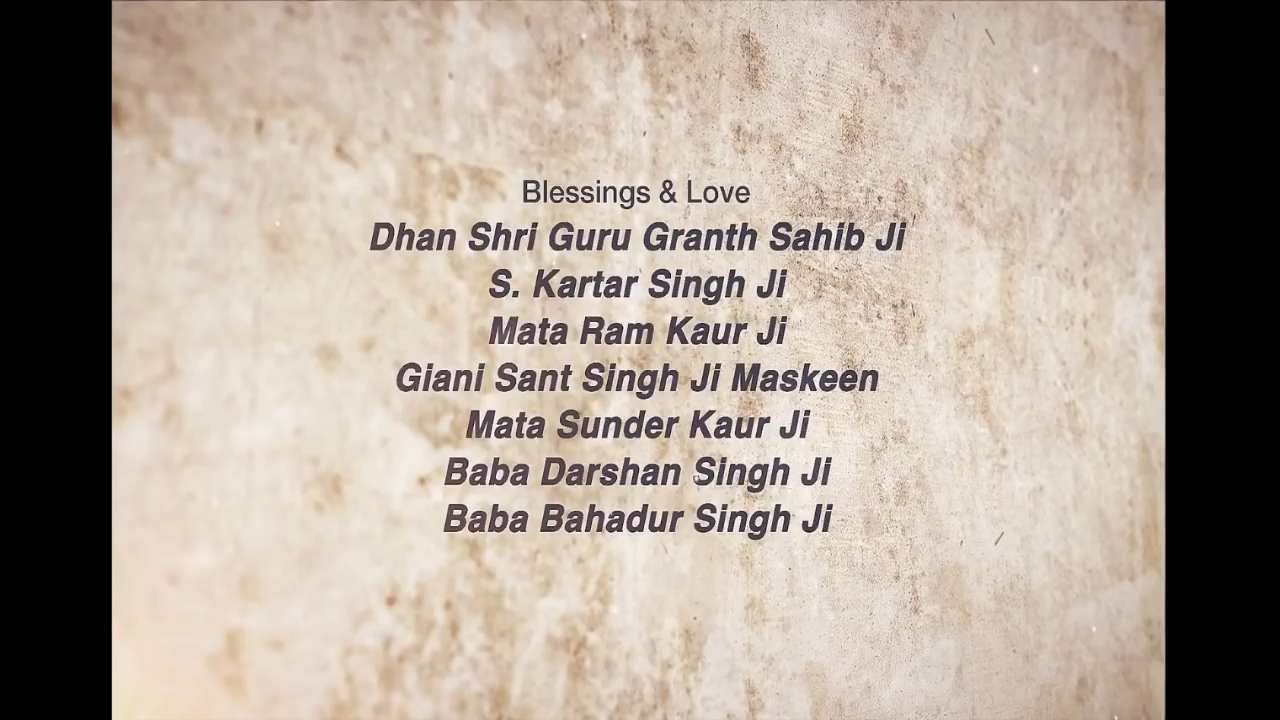 Blessings & Love
Dhan Shri Guru Granth Sahib Ji
S. Kartar Singh Ji
Mata Ram Kaur Ji
Giani Sant Singh Ji Maskeen
Mata Sunder Kaur Ji
Baba Darshan Singh Ji
Baba Bahadur Singh Ji